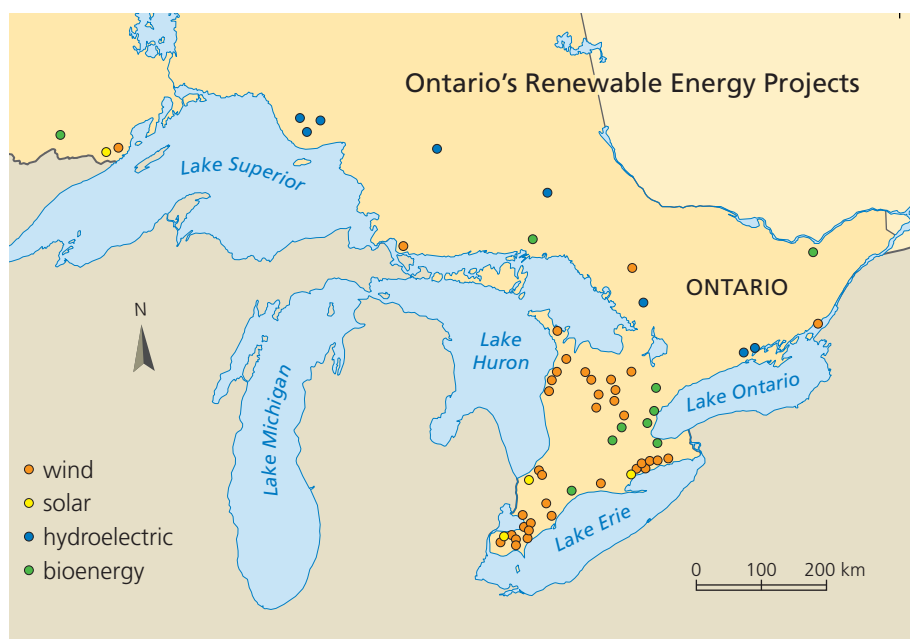 Ontario's Renewable Energy Projects
Lake Superior
ONTARIO
N
Lake
Huron
Lake Michigan
Lake Ontario
Lake Erie
wind
solar
hydroelectric
bioenergy
0 100 200 km